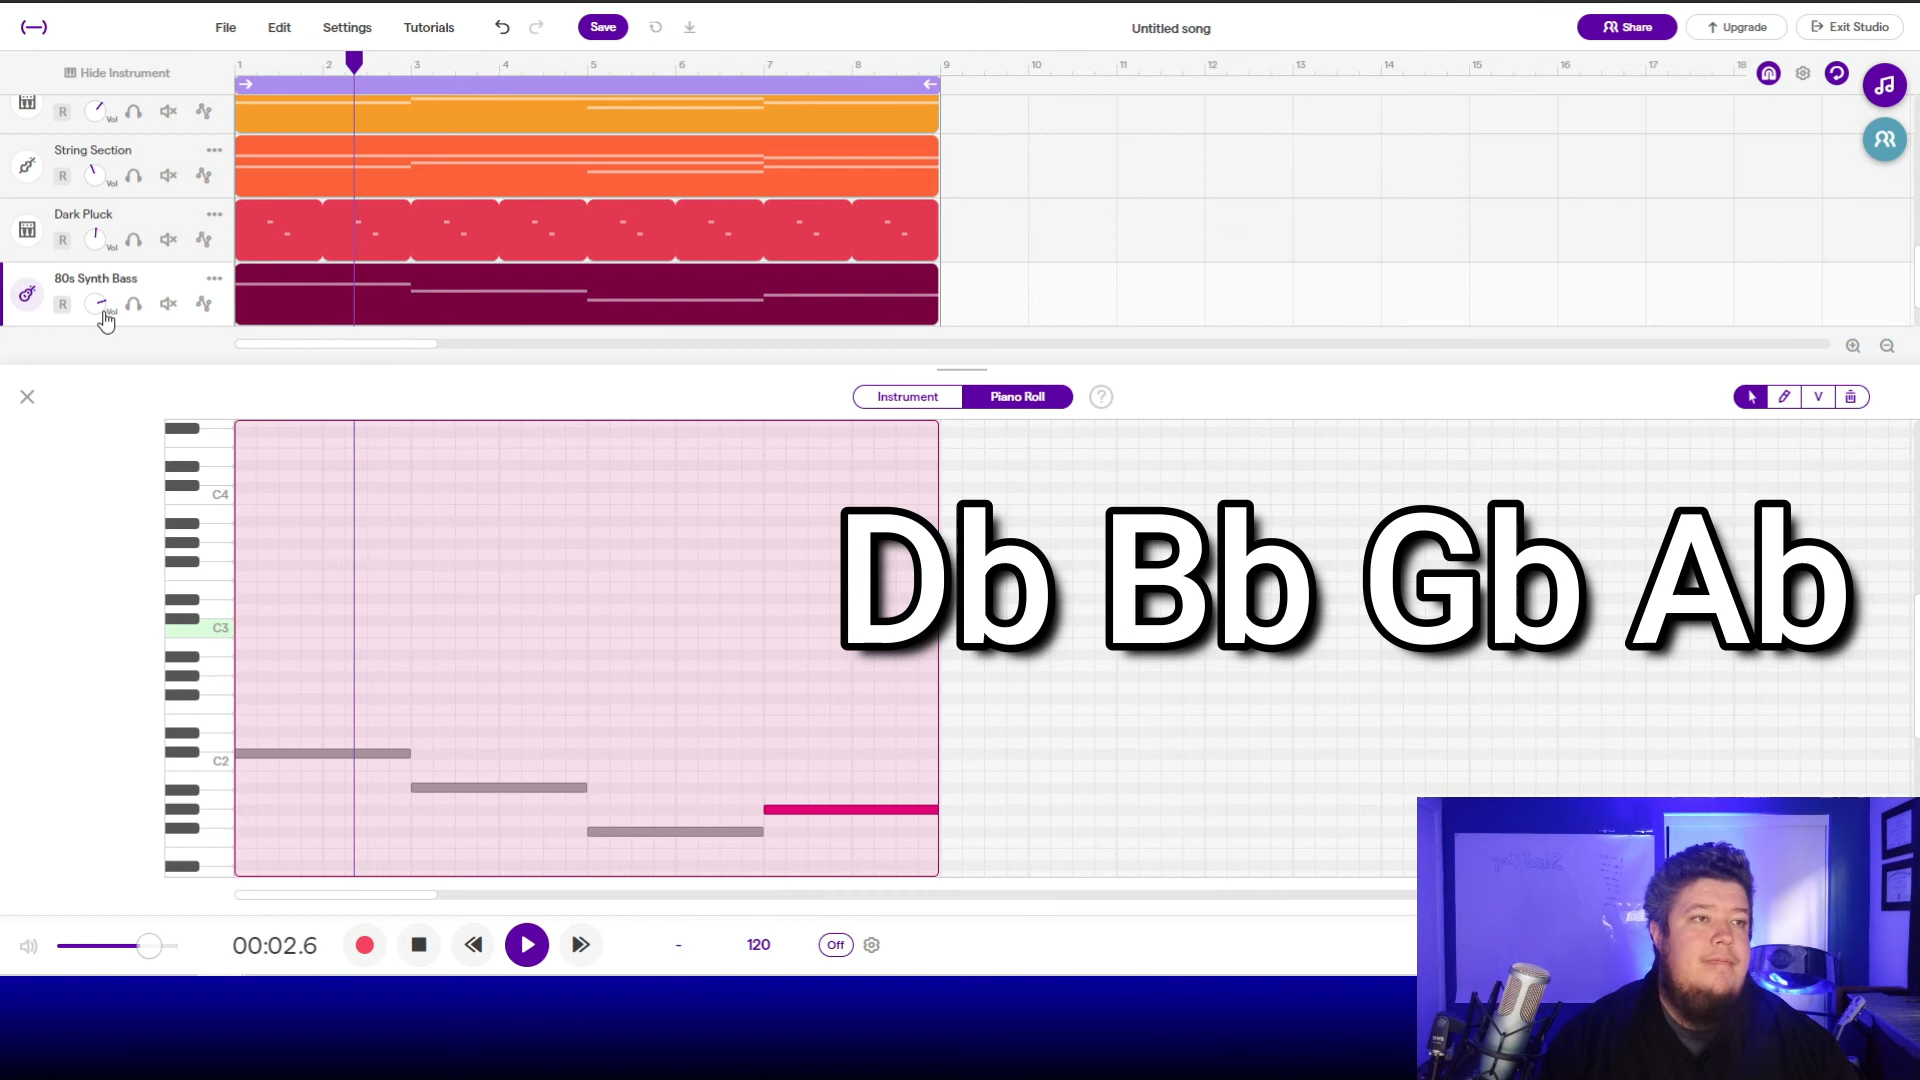 File Edit Settings Tutorials Save Untitled song Share Upgrade Exit Studio
Hide Instrument 1 2 3 4 5 6 7 8 9 10 11 12 13 14 15 16 17 18
R Vol
String Section
R Vol
Dark Pluck
R Vol
80s Synth Bass
R Vol
Instrument Piano Roll ? V
C4
Db Bb Gb Ab
C3
C2
00:02.6 - 120 Off